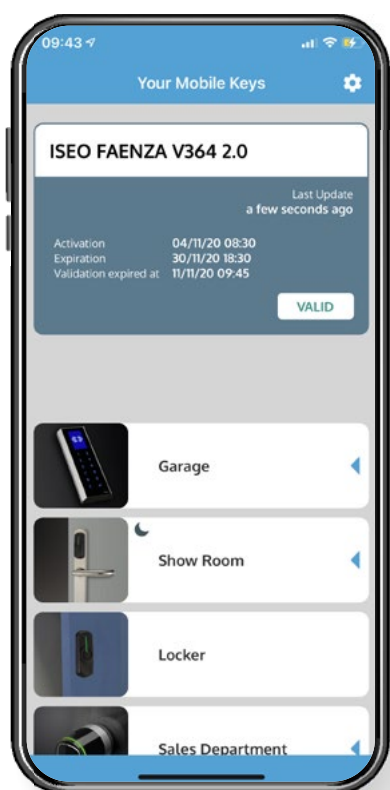 09:43
Your Mobile Keys
ISEO FAENZA V364 2.0
Last Update
a few seconds ago
Activation 04/11/20 08:30
Expiration 30/11/20 18:30
Validation expired at 11/11/20 09:45
VALID
Garage
Show Room
Locker
Sales Department